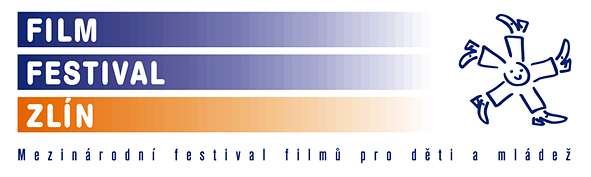 FILM
FESTIVAL
ZLÍN
Mezinárodní festival filmů pro děti a mládež